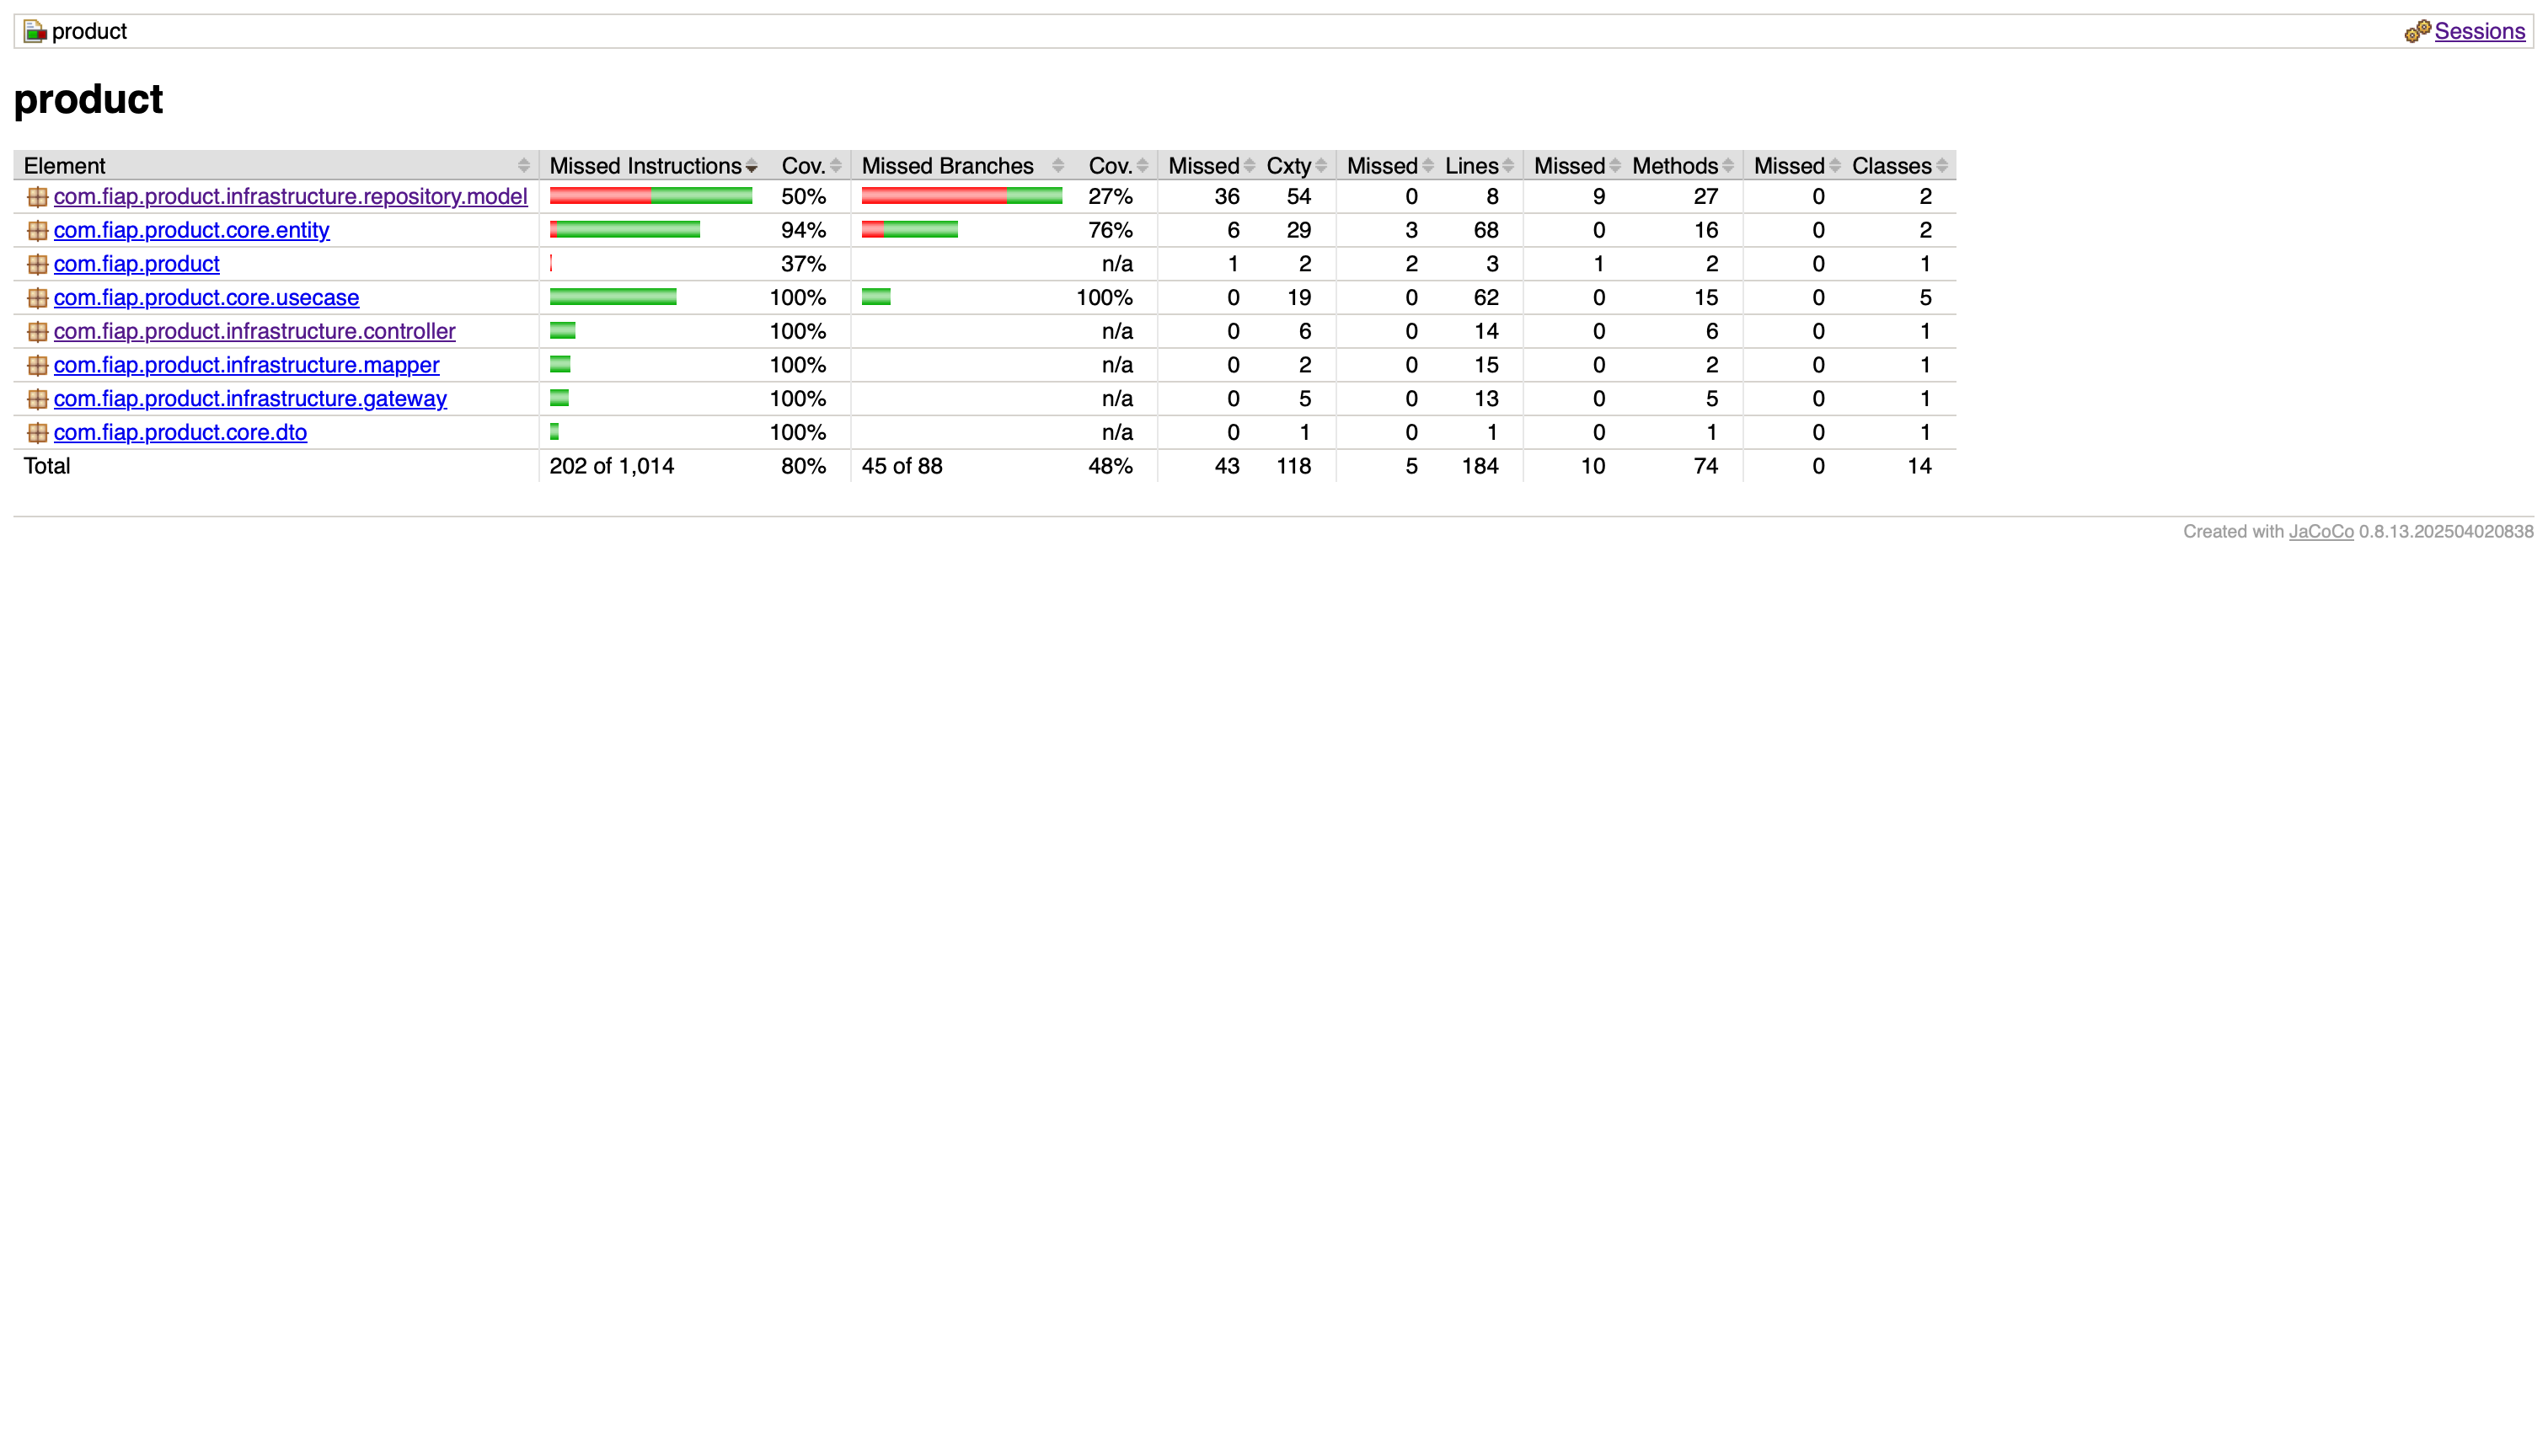 product Sessions
product
Element Missed Instructions Cov. Missed Branches Cov. Missed Cxty Missed Lines Missed Methods Missed Classes
com.fiap.product.infrastructure.repository.model 50% 27% 36 54 0 8 9 27 0 2
com.fiap.product.core.entity 94% 76% 6 29 3 68 0 16 0 2
com.fiap.product 37% n/a 1 2 2 3 1 2 0 1
com.fiap.product.core.usecase 100% 100% 0 19 0 62 0 15 0 5
com.fiap.product.infrastructure.controller 100% n/a 0 6 0 14 0 6 0 1
com.fiap.product.infrastructure.mapper 100% n/a 0 2 0 15 0 2 0 1
com.fiap.product.infrastructure.gateway 100% n/a 0 5 0 13 0 5 0 1
com.fiap.product.core.dto 100% n/a 0 1 0 1 0 1 0 1
Total 202 of 1,014 80% 45 of 88 48% 43 118 5 184 10 74 0 14
Created with JaCoCo 0.8.13.202504020838